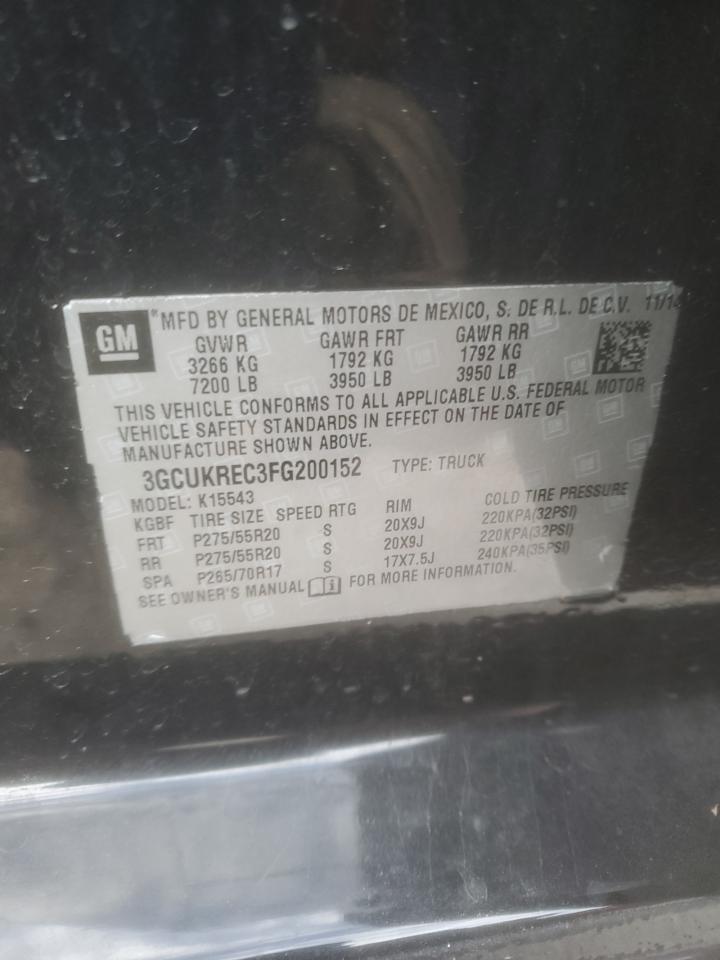 GM
*MFD BY GENERAL MOTORS DE MEXICO, S. DE R.L. DE C.V. 11/14
GVWR GAWR FRT GAWR RR
3266 KG 1792 KG 1792 KG
7200 LB 3950 LB 3950 LB
THIS VEHICLE CONFORMS TO ALL APPLICABLE U.S. FEDERAL MOTOR
VEHICLE SAFETY STANDARDS IN EFFECT ON THE DATE OF
MANUFACTURE SHOWN ABOVE.
3GCUKREC3FG200152 TYPE: TRUCK
MODEL: K15543
KGBF TIRE SIZE SPEED RTG RIM COLD TIRE PRESSURE
FRT P275/55R20 S 20X9J 220KPA(32PSI)
RR P275/55R20 S 20X9J 220KPA(32PSI)
SPA P265/70R17 S 17X7.5J 240KPA(35PSI)
SEE OWNER'S MANUAL FOR MORE INFORMATION.